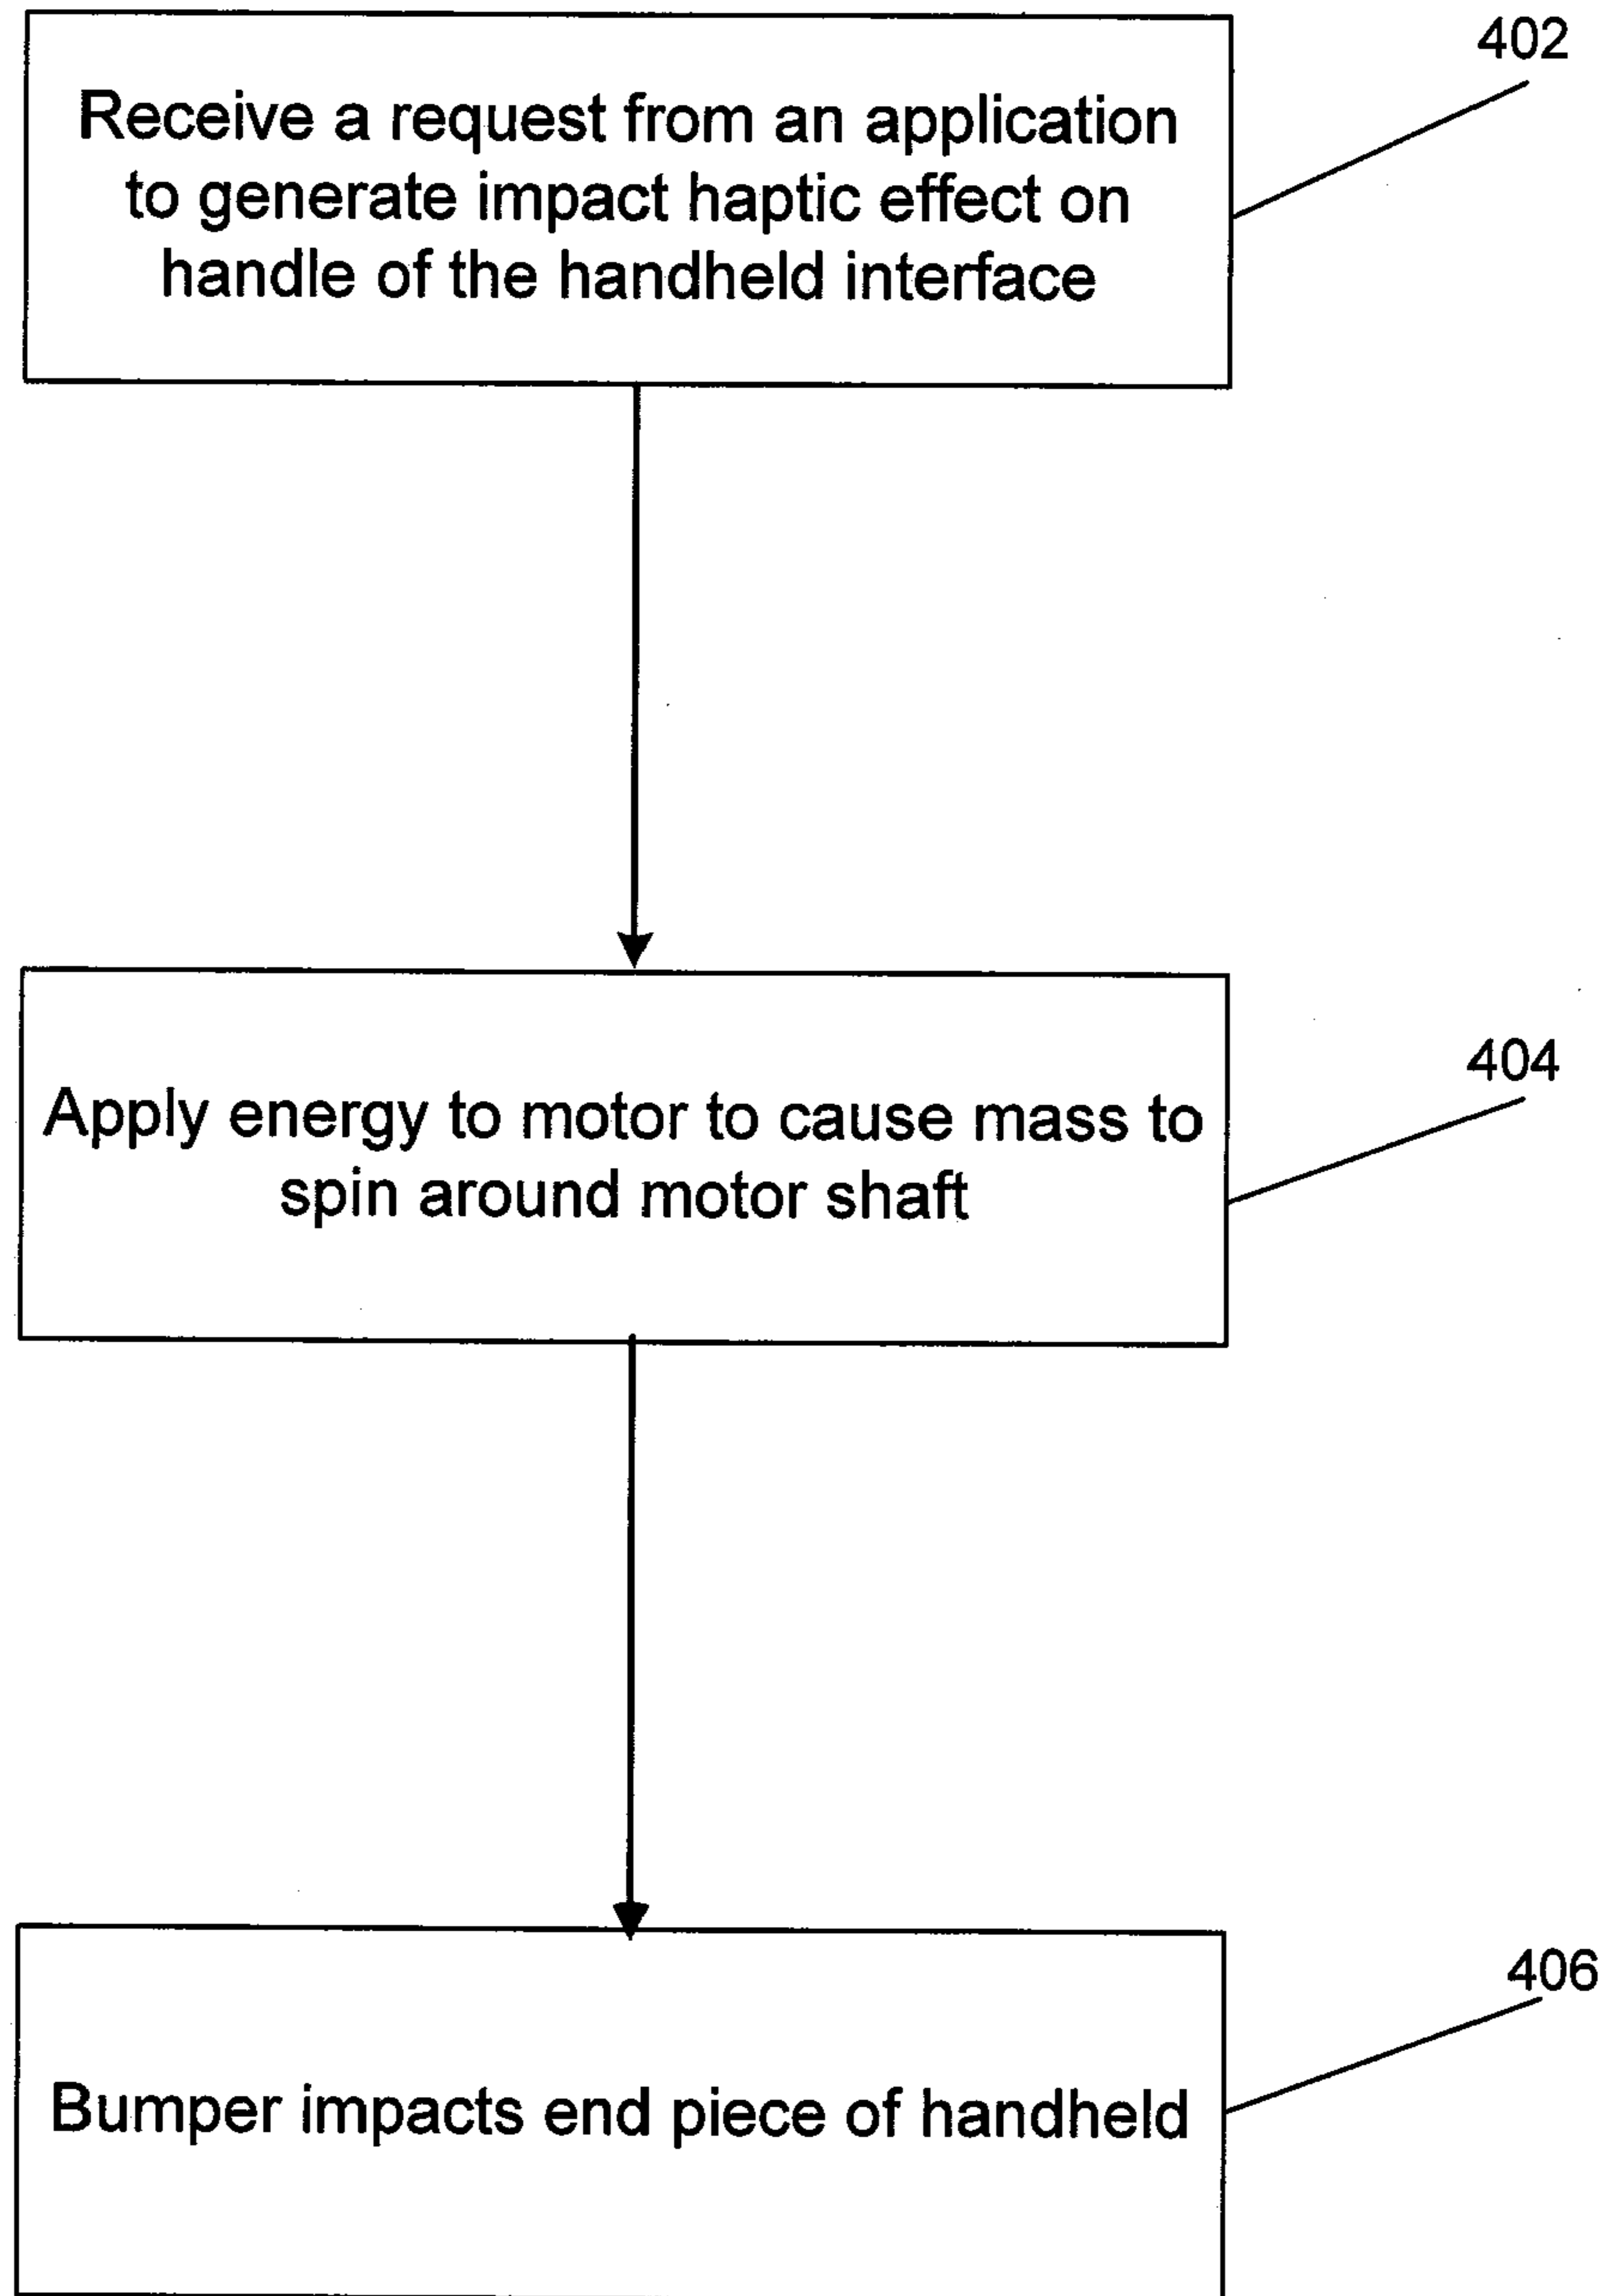 402
Receive a request from an application
to generate impact haptic effect on
handle of the handheld interface
404
Apply energy to motor to cause mass to
spin around motor shaft
406
Bumper impacts end piece of handheld